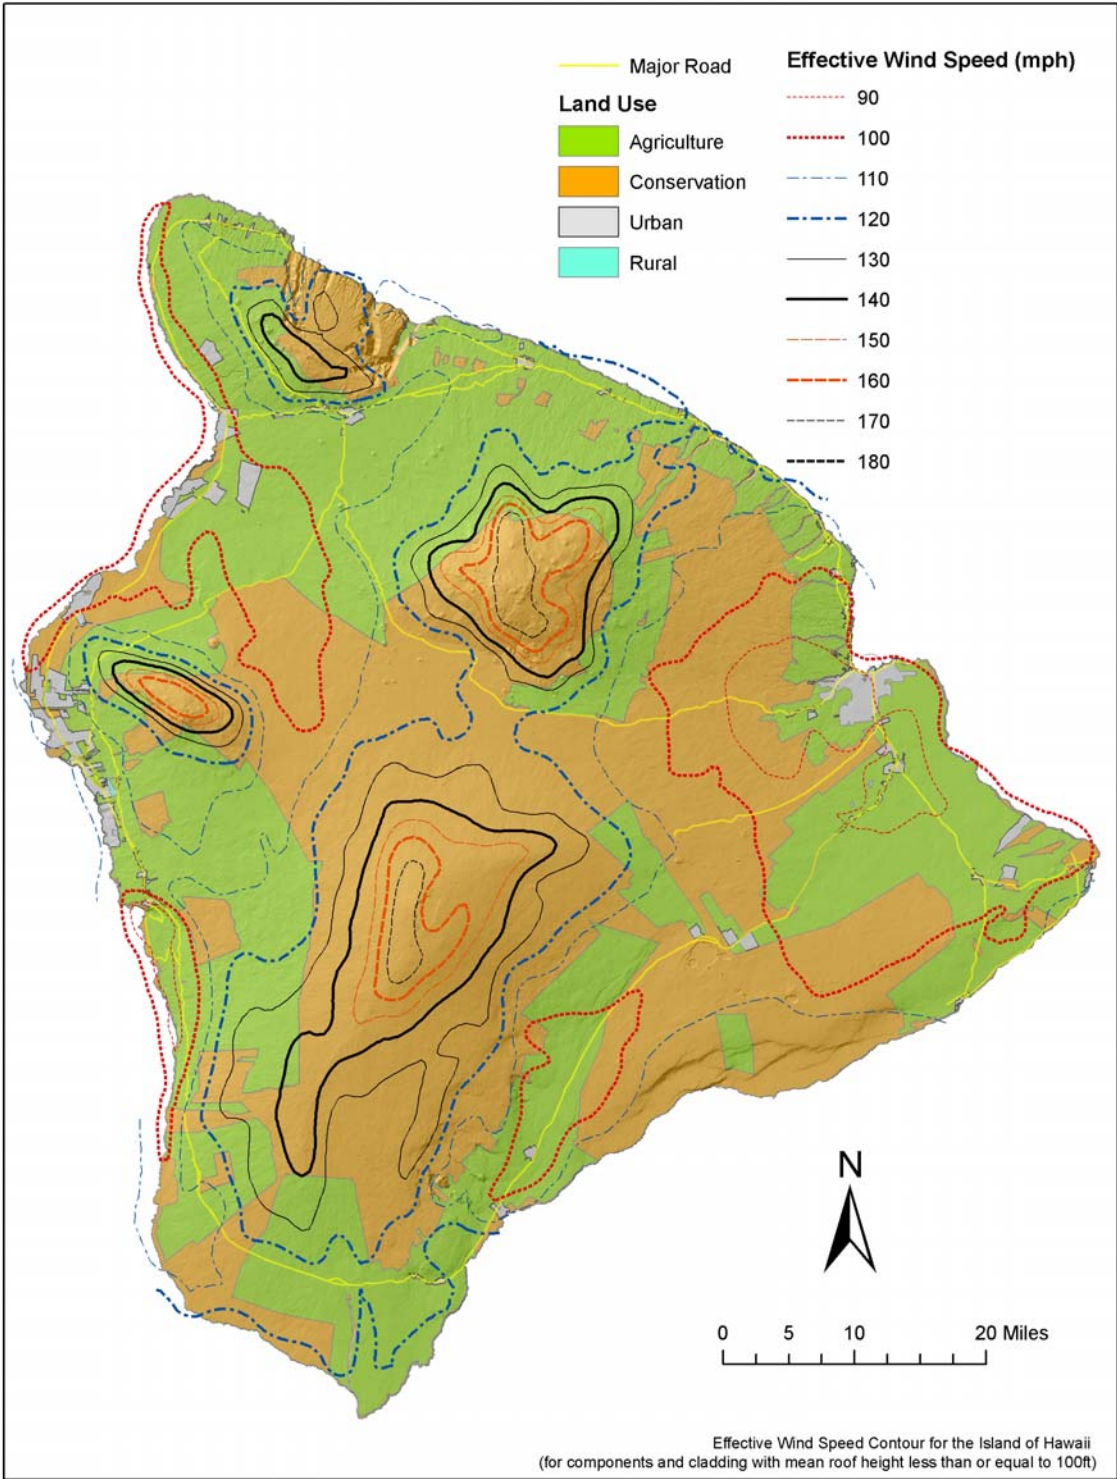 Major Road
Land Use
Agriculture
Conservation
Urban
Rural
Effective Wind Speed (mph)
90
100
110
120
130
140
150
160
170
180
N
0 5 10 20 Miles
Effective Wind Speed Contour for the Island of Hawaii
(for components and cladding with mean roof height less than or equal to 100ft)